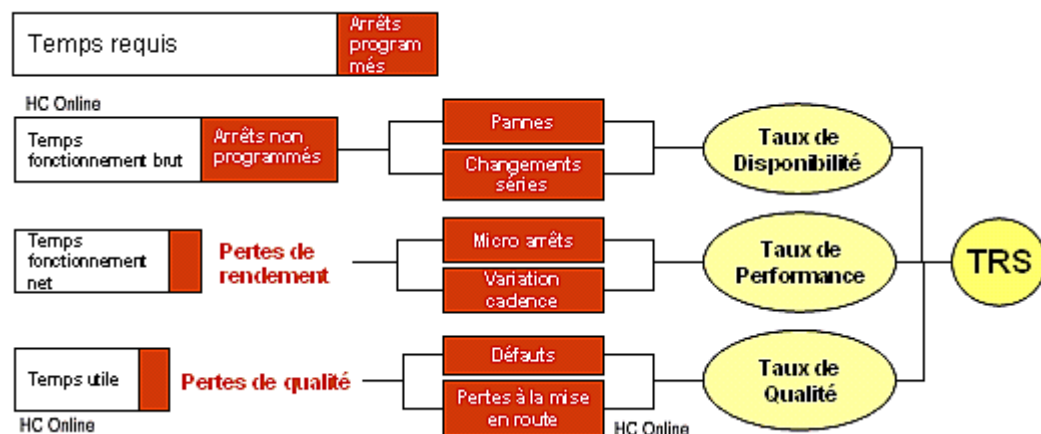 Temps requis
Arrêts
program
més
HC Online
Temps
fonctionnement brut
Arrêts non
programmés
Pannes
Changements
séries
Taux de
Disponibilité
Temps
fonctionnement
net
Pertes de
rendement
Micro arrêts
Variation
cadence
Taux de
Performance
TRS
Temps utile
Pertes de qualité
Défauts
Pertes à la mise
en route
Taux de
Qualité
HC Online
HC Online